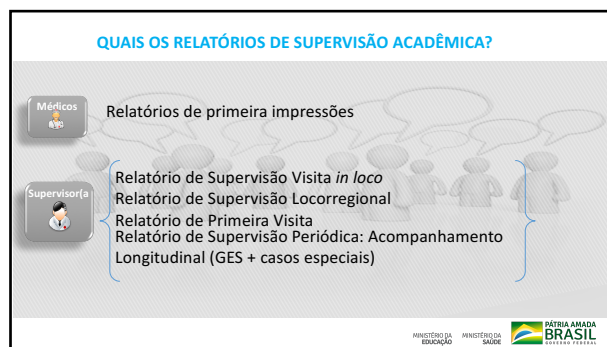 QUAIS OS RELATÓRIOS DE SUPERVISÃO ACADÊMICA?
Médicos
Relatórios de primeira impressões
Supervisor(a
Relatório de Supervisão Visita in loco
Relatório de Supervisão Locorregional
Relatório de Primeira Visita
Relatório de Supervisão Periódica: Acompanhamento
Longitudinal (GES + casos especiais)
MINISTÉRIO DA
EDUCAÇÃO
MINISTÉRIO DA
SAÚDE
PÁTRIA AMADA
BRASIL
GOVERNO FEDERAL